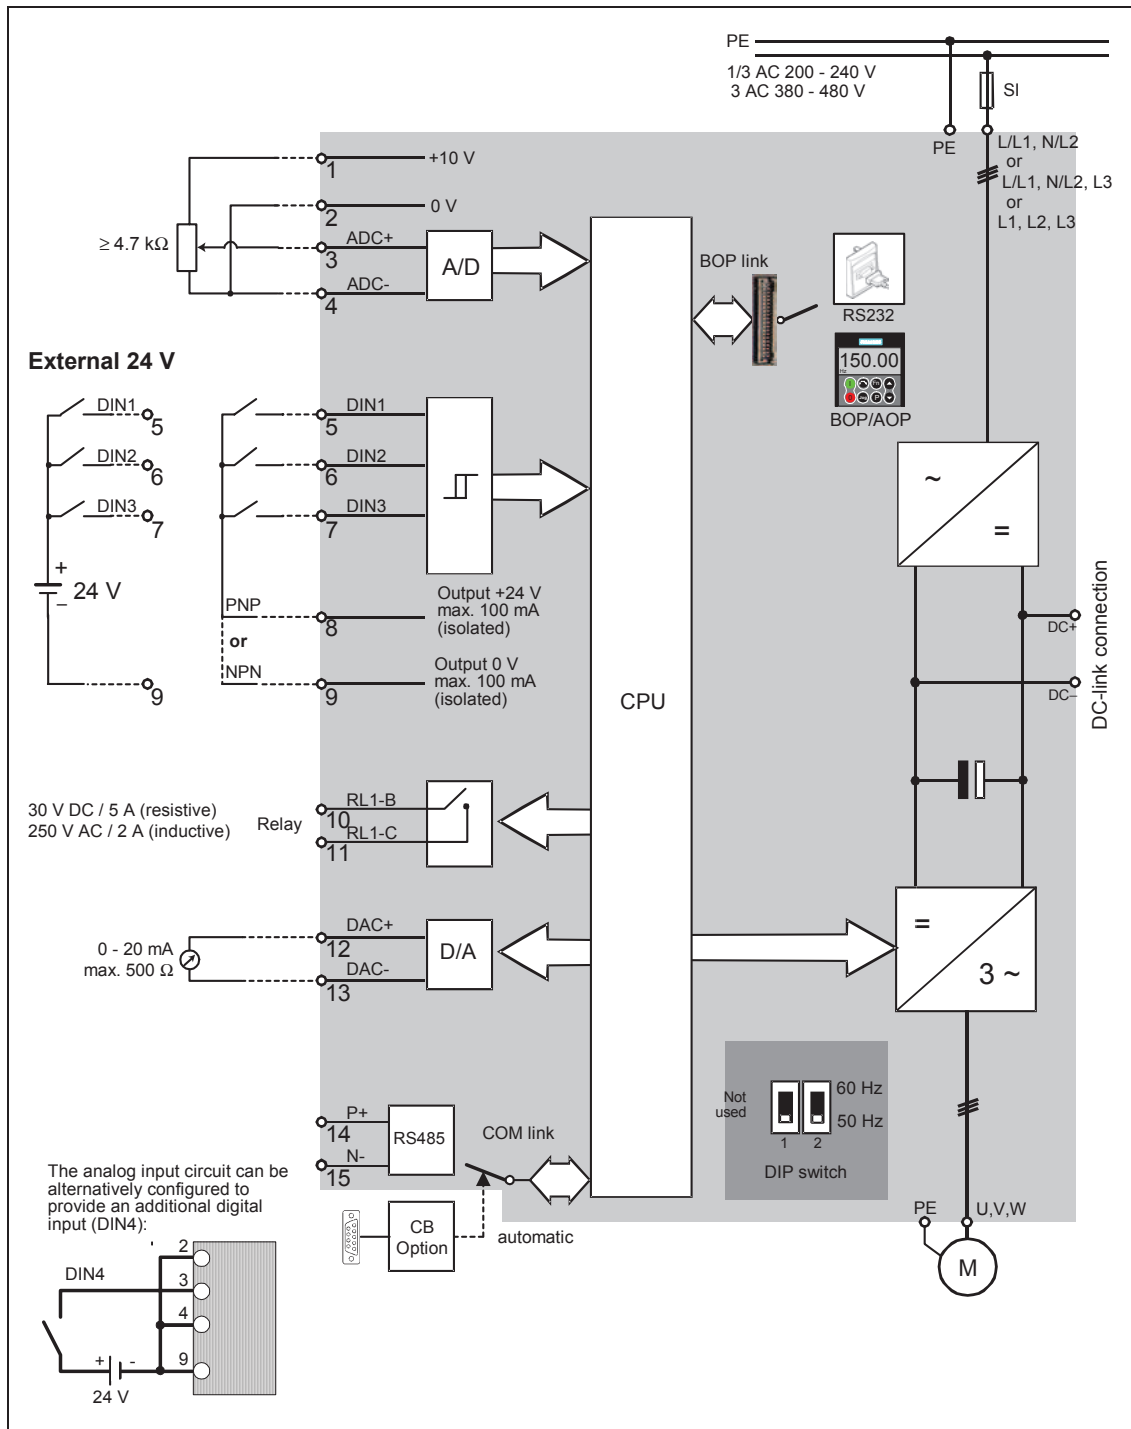 PE
1/3 AC 200 - 240 V
3 AC 380 - 480 V
SI
PE
L/L1, N/L2
or
L/L1, N/L2, L3
or
L1, L2, L3
1
+10 V
2
0 V
≥ 4.7 kΩ
ADC+
3
ADC-
4
A/D
BOP link
RS232
150.00
Hz
Fn
P
BOP/AOP
External 24 V
DIN1
5
DIN2
6
DIN3
7
+
24 V
–
9
DIN1
5
DIN2
6
DIN3
7
PNP
8
or
NPN
9
Output +24 V
max. 100 mA
(isolated)
Output 0 V
max. 100 mA
(isolated)
CPU
~
=
DC+
DC–
DC-link connection
30 V DC / 5 A (resistive)
250 V AC / 2 A (inductive)
Relay
RL1-B
10
RL1-C
11
0 - 20 mA
max. 500 Ω
DAC+
12
DAC-
13
D/A
=
3 ~
P+
14
N-
15
RS485
COM link
CB
Option
automatic
Not
used
60 Hz
50 Hz
1
2
DIP switch
PE
U,V,W
M
The analog input circuit can be
alternatively configured to
provide an additional digital
input (DIN4):
DIN4
2
3
4
9
+
-
24 V